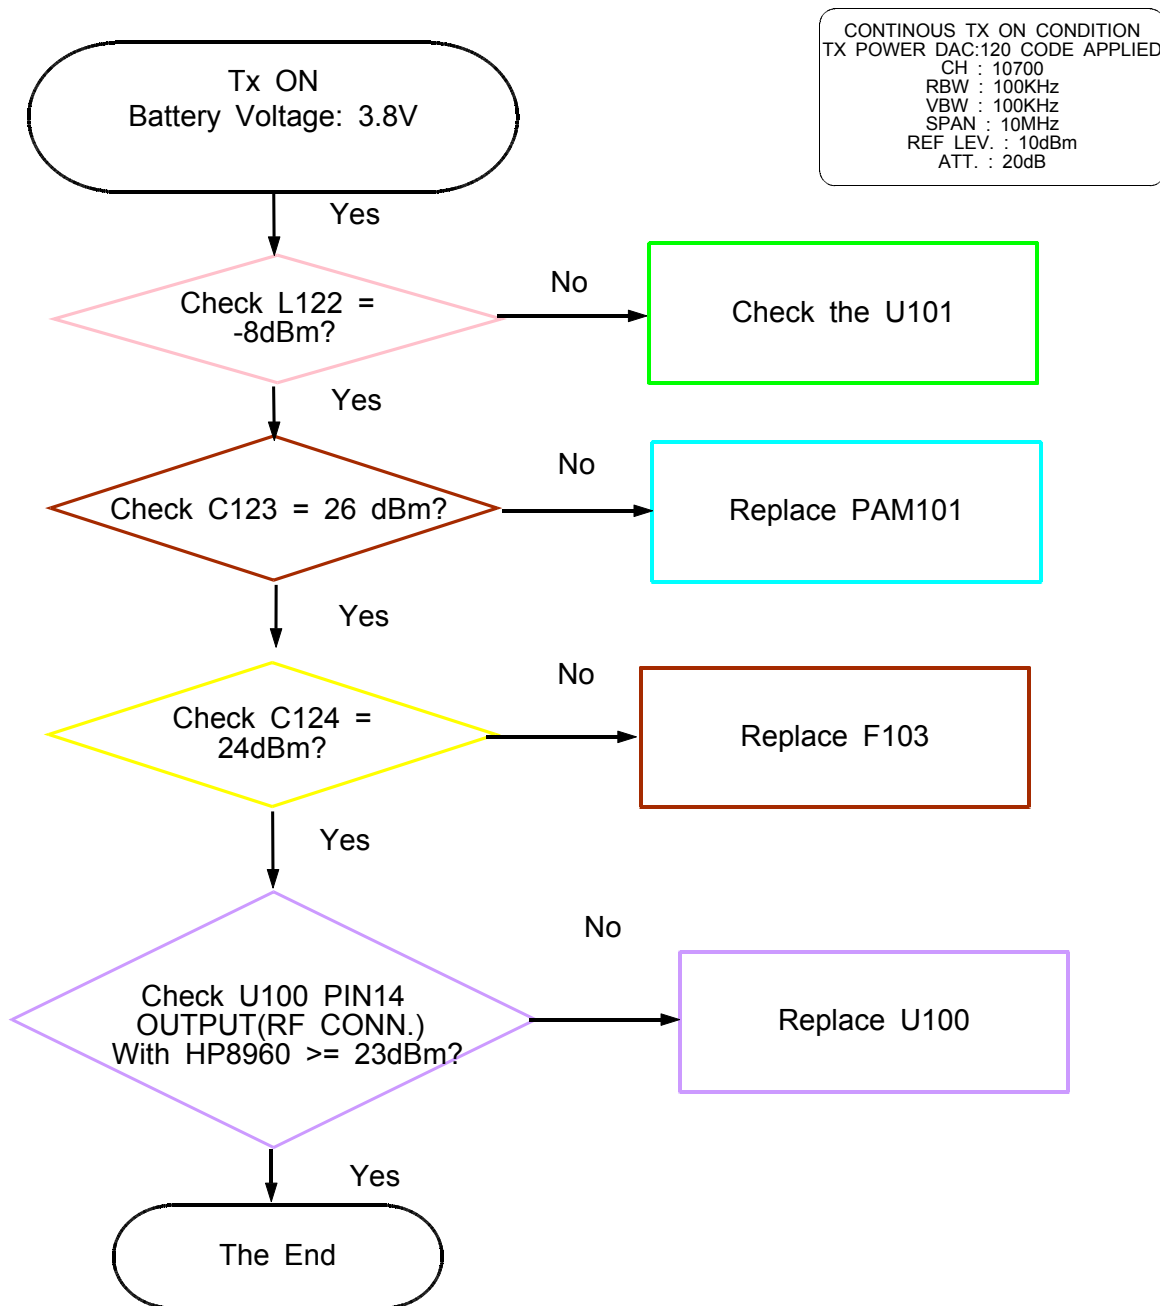 CONTINOUS TX ON CONDITION
TX POWER DAC:120 CODE APPLIED
CH : 10700
RBW : 100KHz
VBW : 100KHz
SPAN : 10MHz
REF LEV. : 10dBm
ATT. : 20dB
Tx ON
Battery Voltage: 3.8V
Yes
Check L122 =
-8dBm?
No
Check the U101
Yes
Check C123 = 26 dBm?
No
Replace PAM101
Yes
Check C124 =
24dBm?
No
Replace F103
Yes
Check U100 PIN14
OUTPUT(RF CONN.)
With HP8960 >= 23dBm?
No
Replace U100
Yes
The End